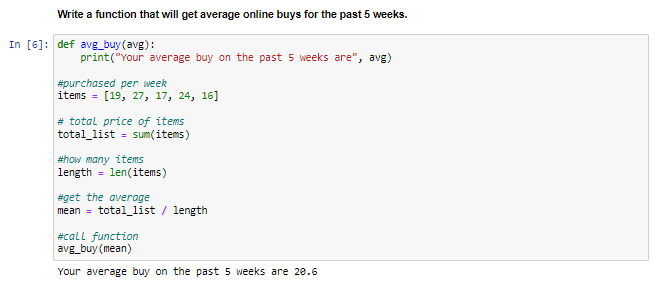 Write a function that will get average online buys for the past 5 weeks.
In [6]: def avg_buy(avg):
print("Your average buy on the past 5 weeks are", avg)
#purchased per week
items = [19, 27, 17, 24, 16]
# total price of items
total_list = sum(items)
#how many items
length = len(items)
#get the average
mean = total_list / length
#call function
avg_buy(mean)
Your average buy on the past 5 weeks are 20.6